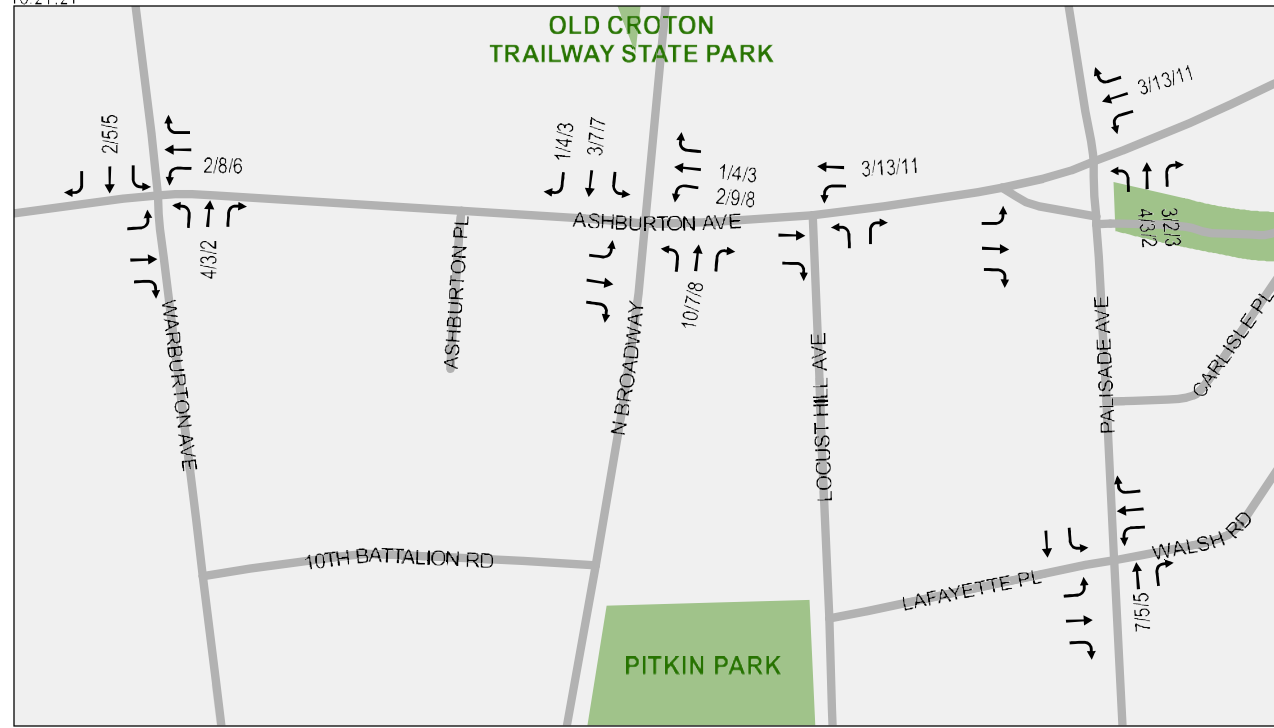 OLD CROTON
TRAILWAY STATE PARK
3/13/11
2/5/5
2/8/6
1/4/3
3/7/7
1/4/3
2/9/8
3/13/11
ASHBURTON AVE
4/3/2
3/2/3
4/3/2
10/7/8
ASHBURTON PL
WARBURTON AVE
N BROADWAY
LOCUST HILL AVE
PALISADE AVE
CARLISLE PL
10TH BATTALION RD
WALSH RD
LAFAYETTE PL
7/5/5
PITKIN PARK